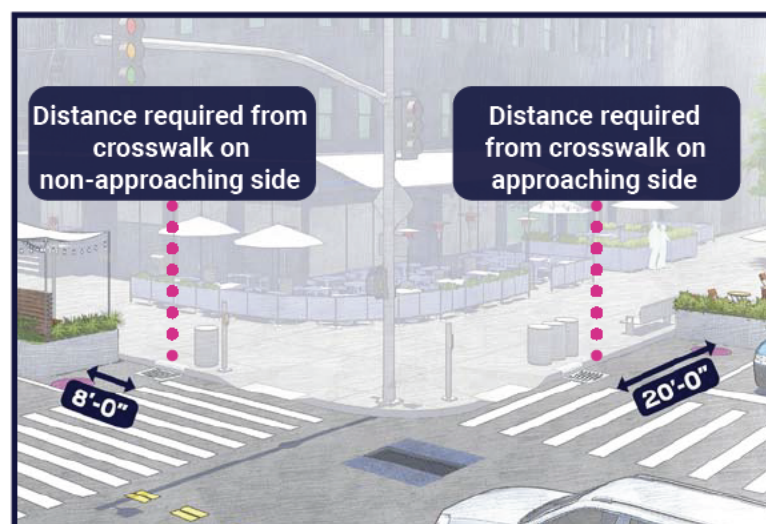 Distance required from
crosswalk on
non-approaching side
Distance required
from crosswalk on
approaching side
8'-0"
20'-0"